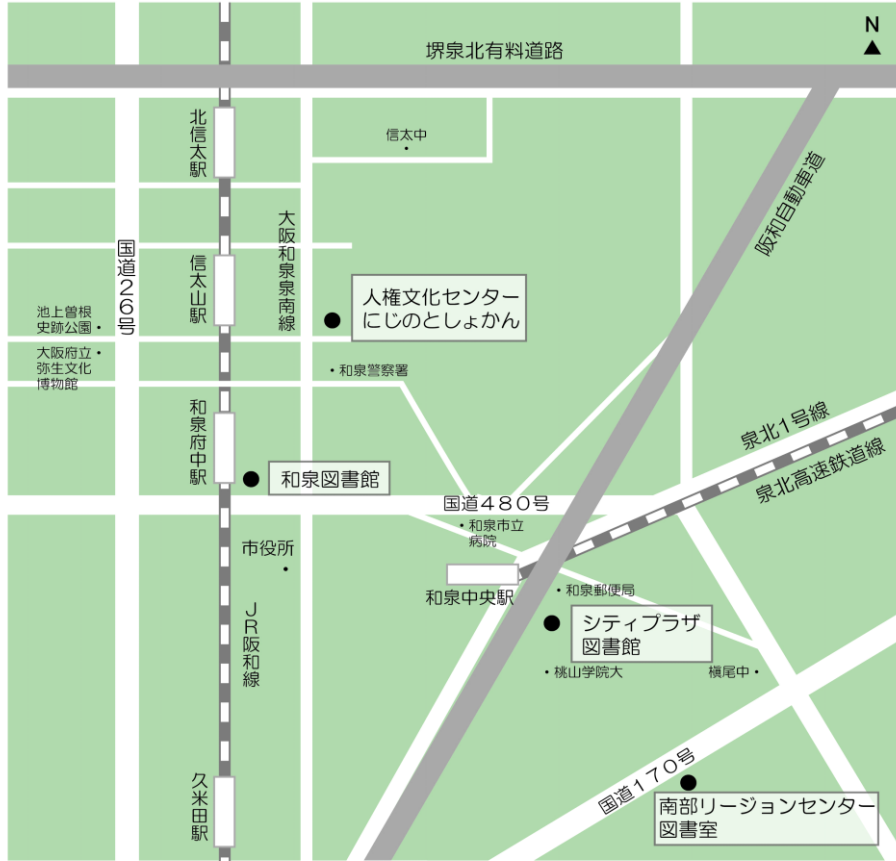 N
堺泉北有料道路
北信太駅
信太中
阪和自動車道
大阪和泉泉南線
国道26号
信太山駅
人権文化センター
にじのとしょかん
池上曽根
史跡公園
大阪府立
弥生文化
博物館
和泉警察署
和泉府中駅
泉北1号線
泉北高速鉄道線
和泉図書館
国道480号
和泉市立
病院
市役所
和泉中央駅
和泉郵便局
JR阪和線
シティプラザ
図書館
桃山学院大
槇尾中
国道170号
久米田駅
南部リージョンセンター
図書室